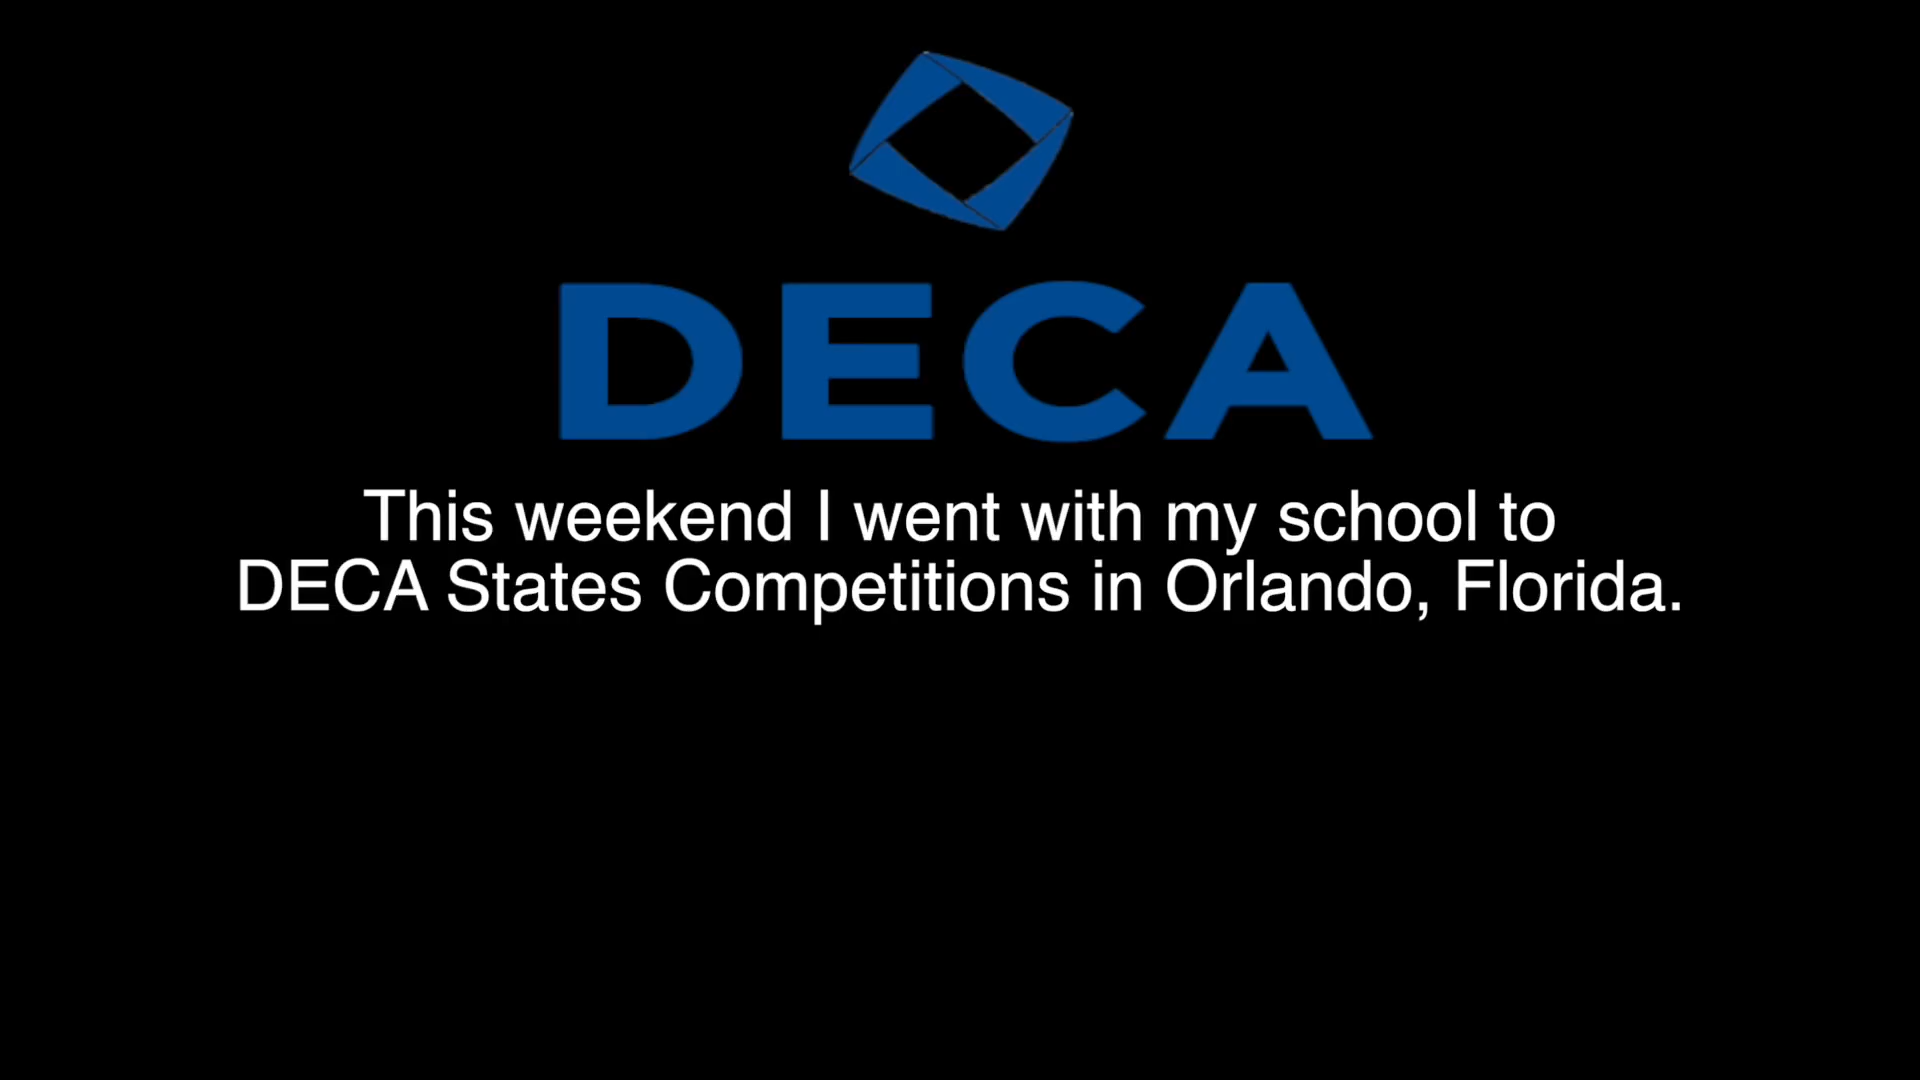 DECA
This weekend I went with my school to
DECA States Competitions in Orlando, Florida.